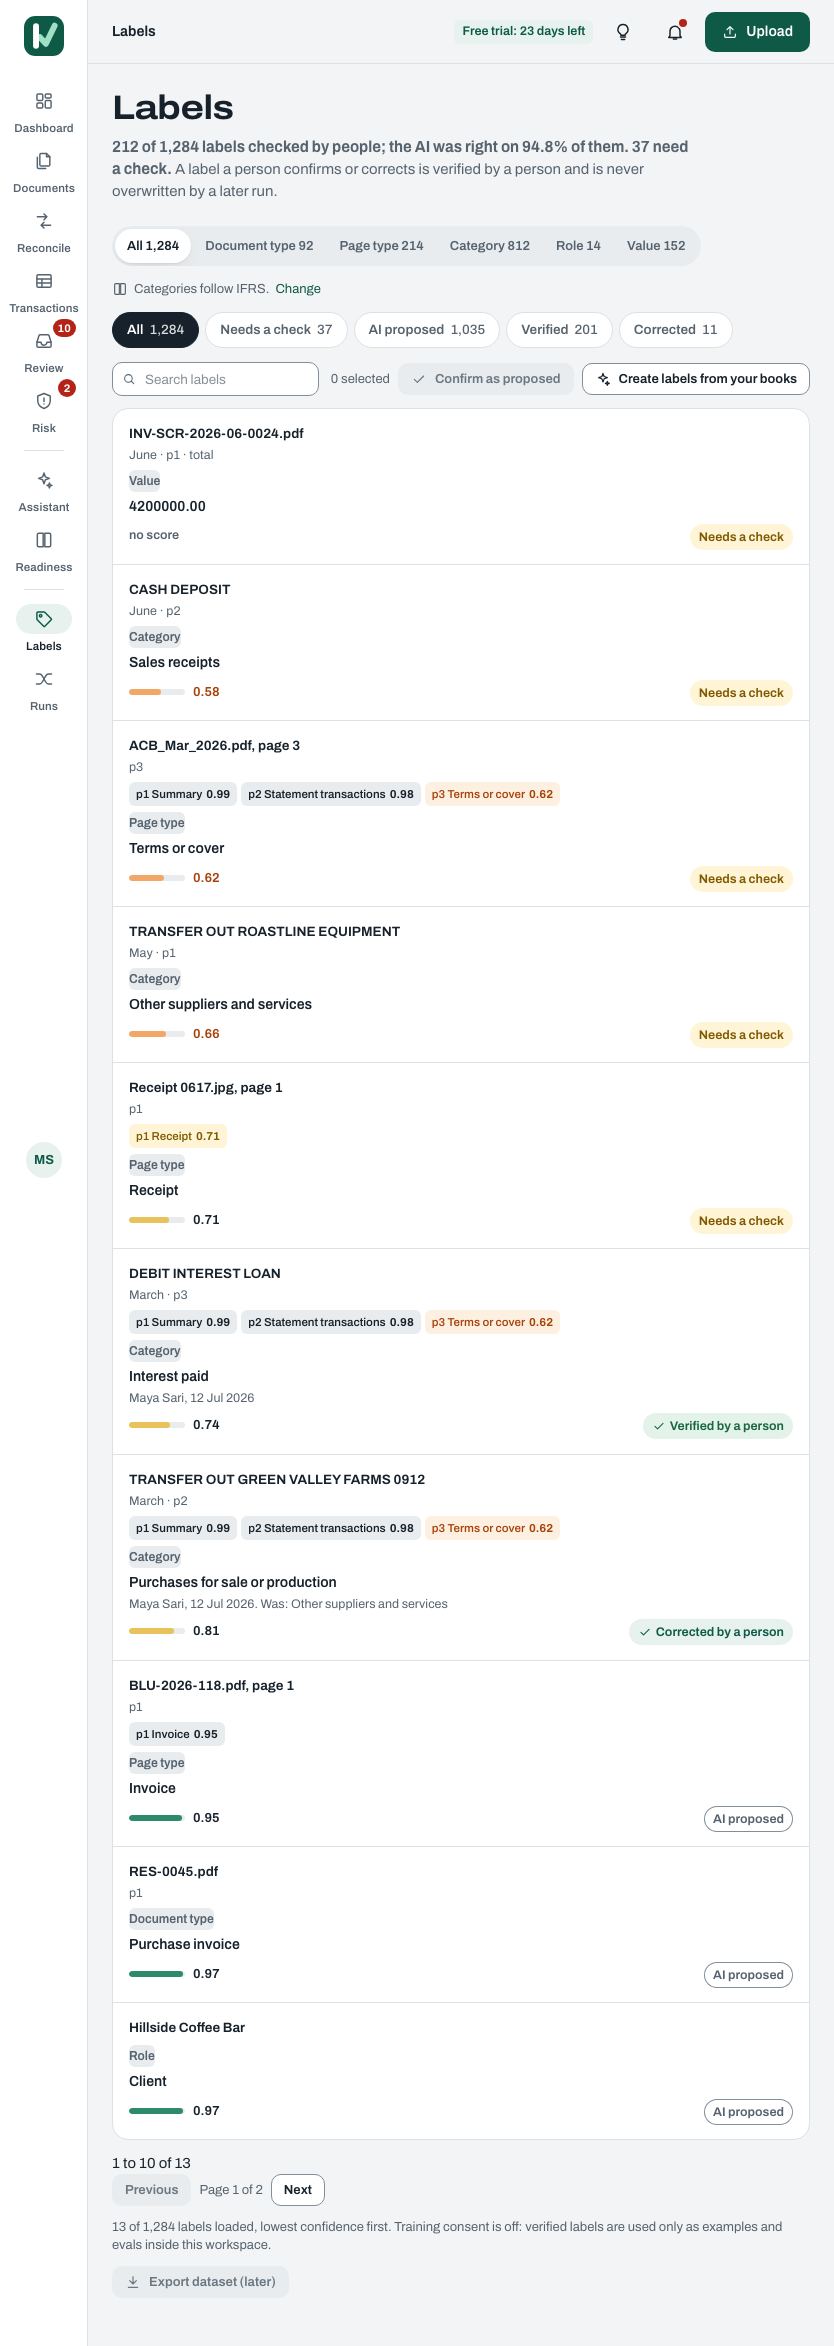 Labels
Free trial: 23 days left
Upload
Dashboard
Documents
Reconcile
Transactions
10
Review
2
Risk
Assistant
Readiness
Labels
Runs
MS
Labels
212 of 1,284 labels checked by people; the AI was right on 94.8% of them. 37 need
a check. A label a person confirms or corrects is verified by a person and is never
overwritten by a later run.
All 1,284 Document type 92 Page type 214 Category 812 Role 14 Value 152
Categories follow IFRS. Change
All 1,284 Needs a check 37 AI proposed 1,035 Verified 201 Corrected 11
Search labels 0 selected Confirm as proposed Create labels from your books
INV-SCR-2026-06-0024.pdf
June · p1 · total
Value
4200000.00
no score Needs a check
CASH DEPOSIT
June · p2
Category
Sales receipts
0.58 Needs a check
ACB_Mar_2026.pdf, page 3
p3
p1 Summary 0.99 p2 Statement transactions 0.98 p3 Terms or cover 0.62
Page type
Terms or cover
0.62 Needs a check
TRANSFER OUT ROASTLINE EQUIPMENT
May · p1
Category
Other suppliers and services
0.66 Needs a check
Receipt 0617.jpg, page 1
p1
p1 Receipt 0.71
Page type
Receipt
0.71 Needs a check
DEBIT INTEREST LOAN
March · p3
p1 Summary 0.99 p2 Statement transactions 0.98 p3 Terms or cover 0.62
Category
Interest paid
Maya Sari, 12 Jul 2026
0.74 Verified by a person
TRANSFER OUT GREEN VALLEY FARMS 0912
March · p2
p1 Summary 0.99 p2 Statement transactions 0.98 p3 Terms or cover 0.62
Category
Purchases for sale or production
Maya Sari, 12 Jul 2026. Was: Other suppliers and services
0.81 Corrected by a person
BLU-2026-118.pdf, page 1
p1
p1 Invoice 0.95
Page type
Invoice
0.95 AI proposed
RES-0045.pdf
p1
Document type
Purchase invoice
0.97 AI proposed
Hillside Coffee Bar
Role
Client
0.97 AI proposed
1 to 10 of 13
Previous Page 1 of 2 Next
13 of 1,284 labels loaded, lowest confidence first. Training consent is off: verified labels are used only as examples and
evals inside this workspace.
Export dataset (later)